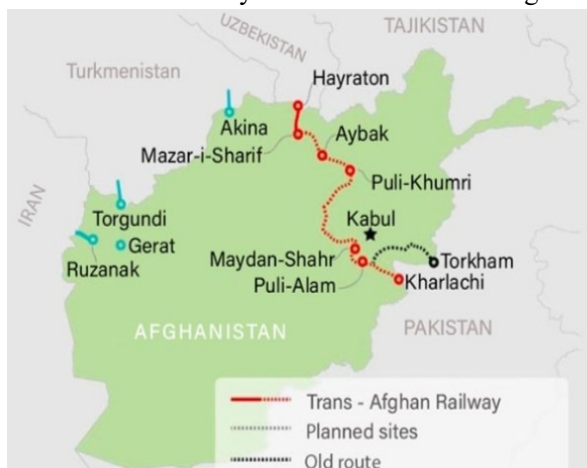 UZBEKISTAN
TAJIKISTAN
Turkmenistan
Hayraton
Akina
Aybak
Mazar-i-Sharif
Puli-Khumri
IRAN
Torgundi
Kabul
Gerat
Maydan-Shahr
Torkham
Ruzanak
Puli-Alam
Kharlachi
AFGHANISTAN
PAKISTAN
Trans - Afghan Railway
Planned sites
Old route